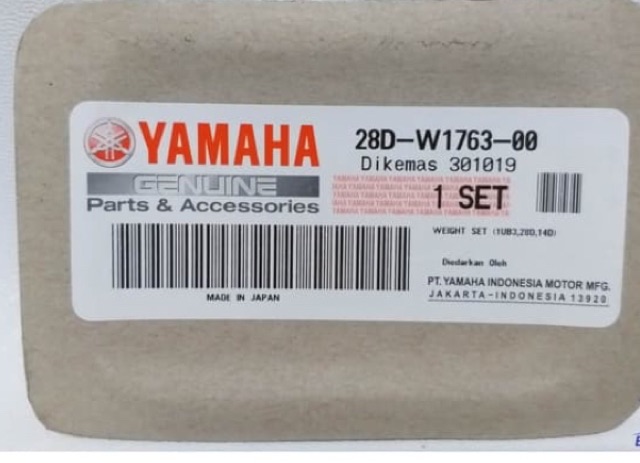 YAMAHA
GENUINE
Parts & Accessories
28D-W1763-00
Dikemas 301019
1 SET
WEIGHT SET (1UB3,28D,14D)
Diedarkan Oleh
PT. YAMAHA INDONESIA MOTOR MFG.
JAKARTA-INDONESIA 13920
MADE IN JAPAN